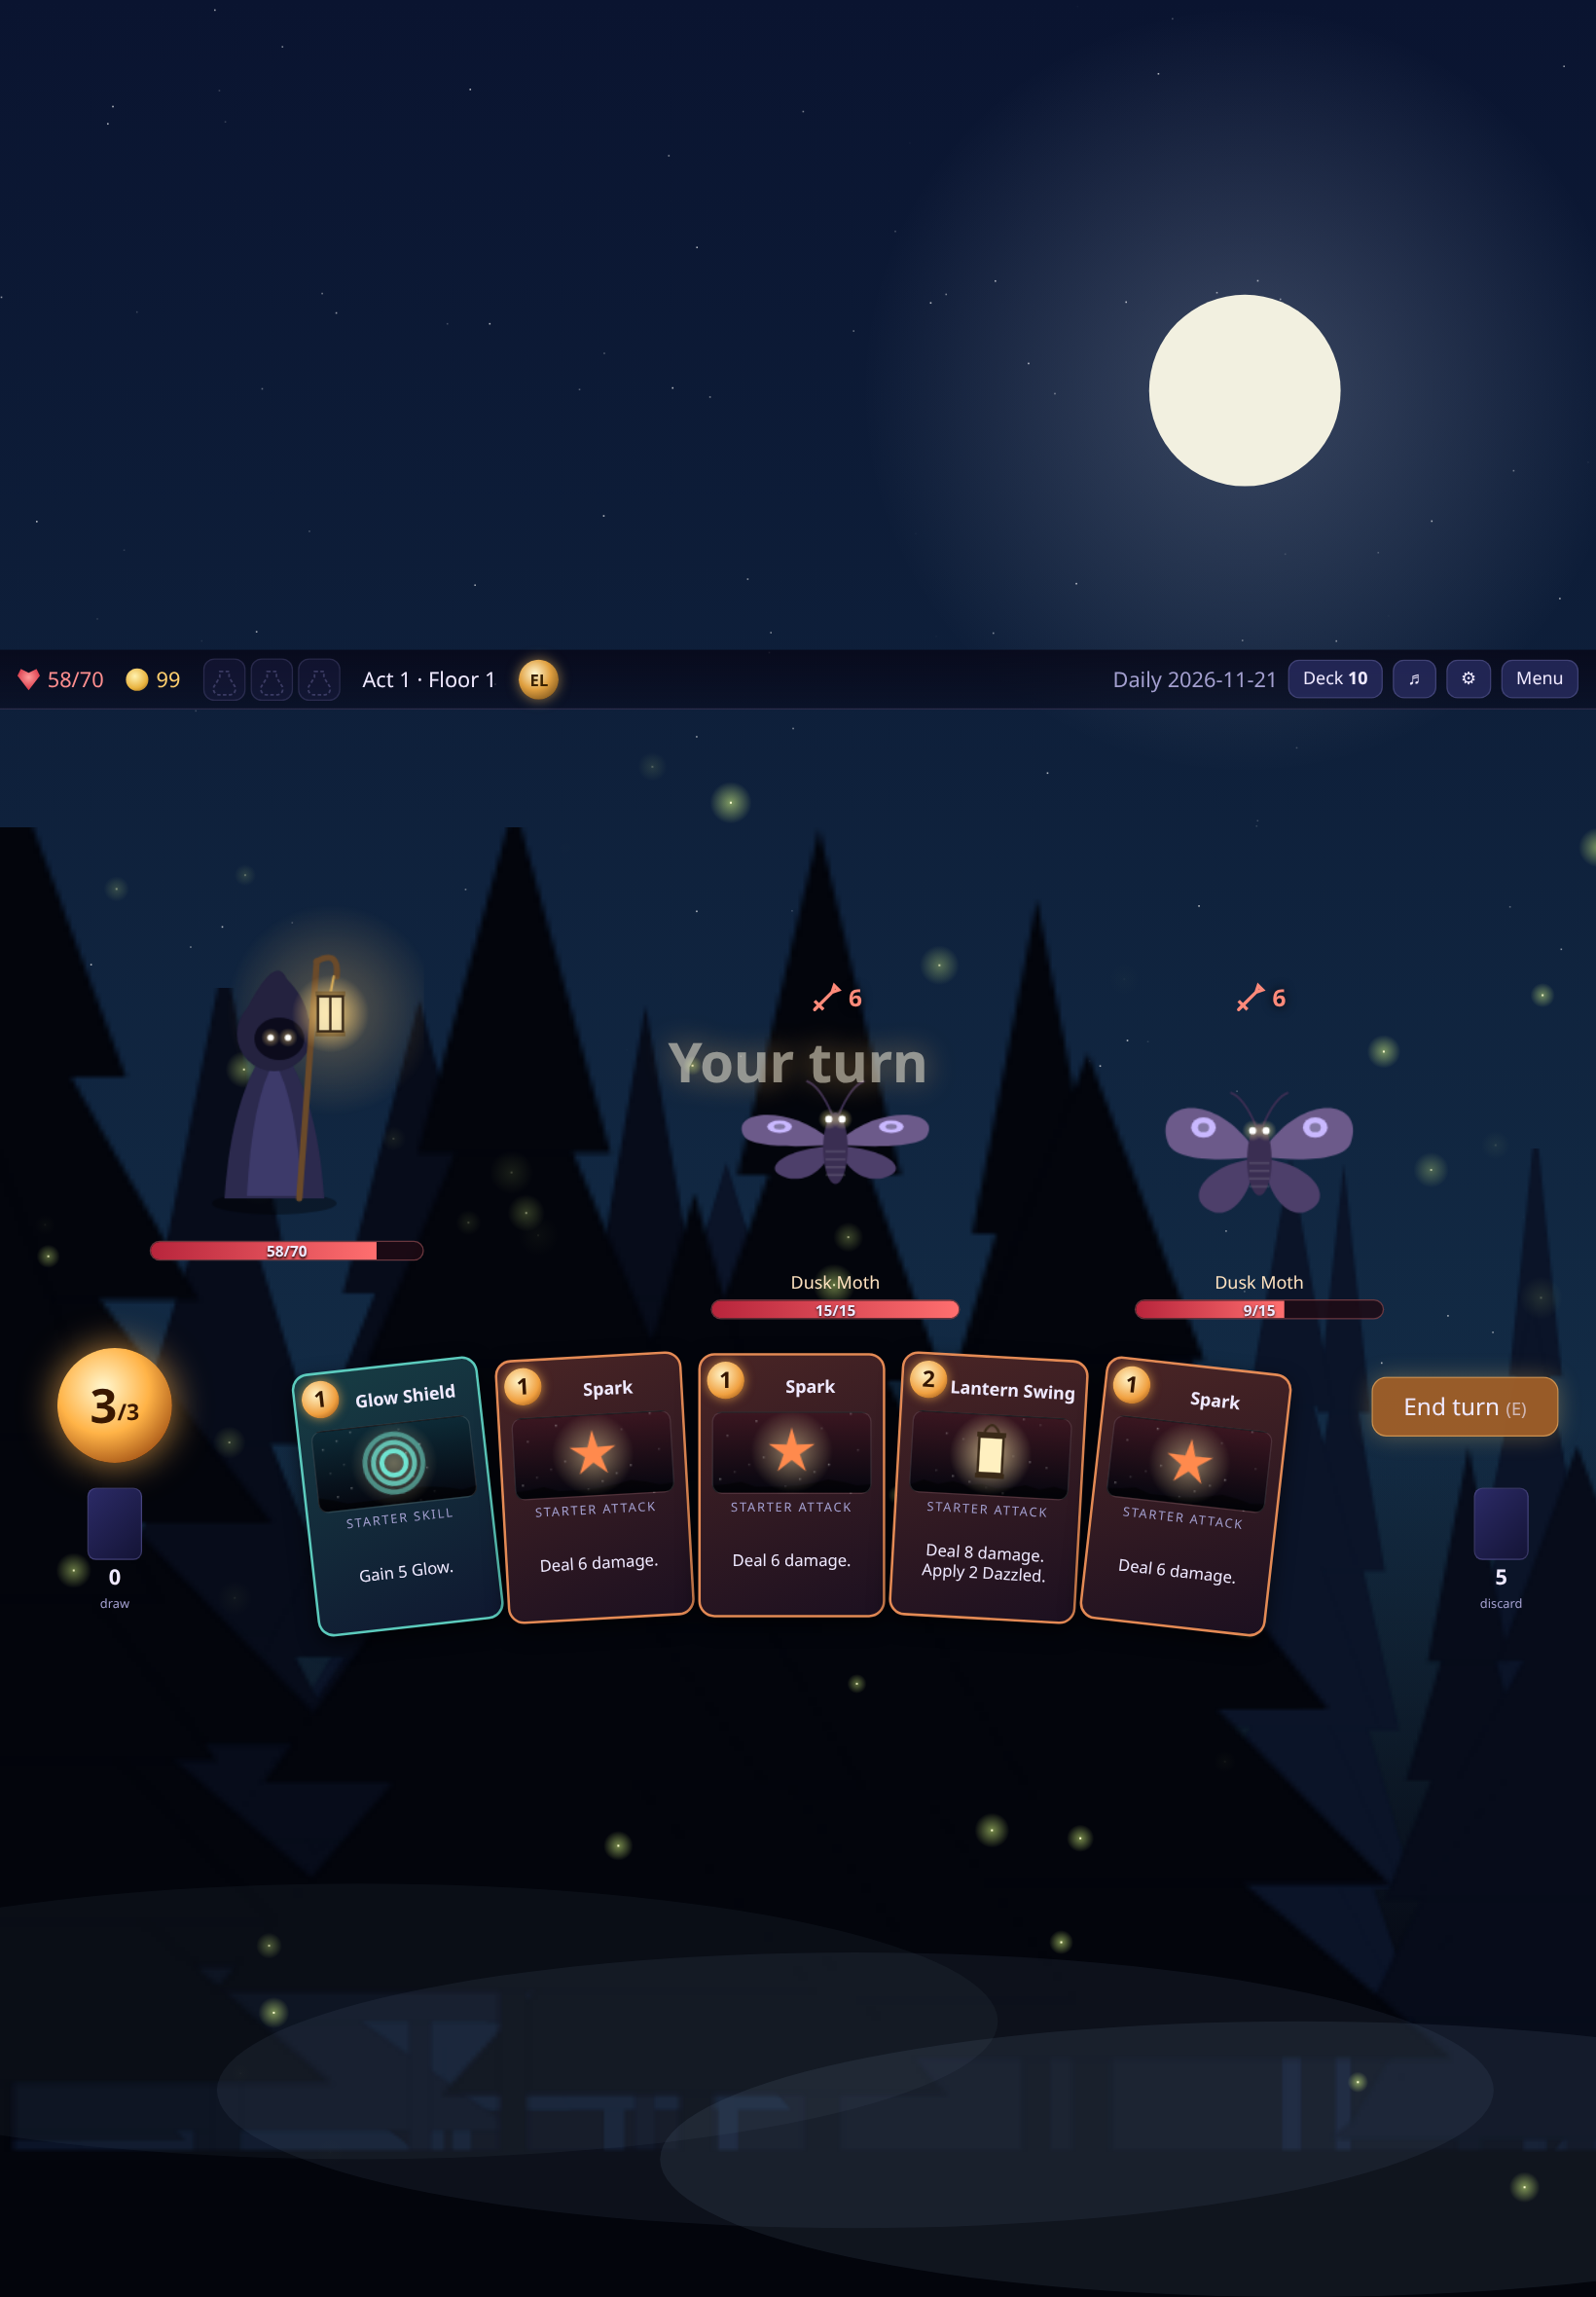 58/70
99
Act 1 · Floor 1
EL
Daily 2026-11-21
Deck 10
Menu
6
6
Your turn
58/70
Dusk Moth
15/15
Dusk Moth
9/15
3/3
1
Glow Shield
STARTER SKILL
Gain 5 Glow.
1
Spark
STARTER ATTACK
Deal 6 damage.
1
Spark
STARTER ATTACK
Deal 6 damage.
2
Lantern Swing
STARTER ATTACK
Deal 8 damage.
Apply 2 Dazzled.
1
Spark
STARTER ATTACK
Deal 6 damage.
End turn (E)
0
draw
5
discard